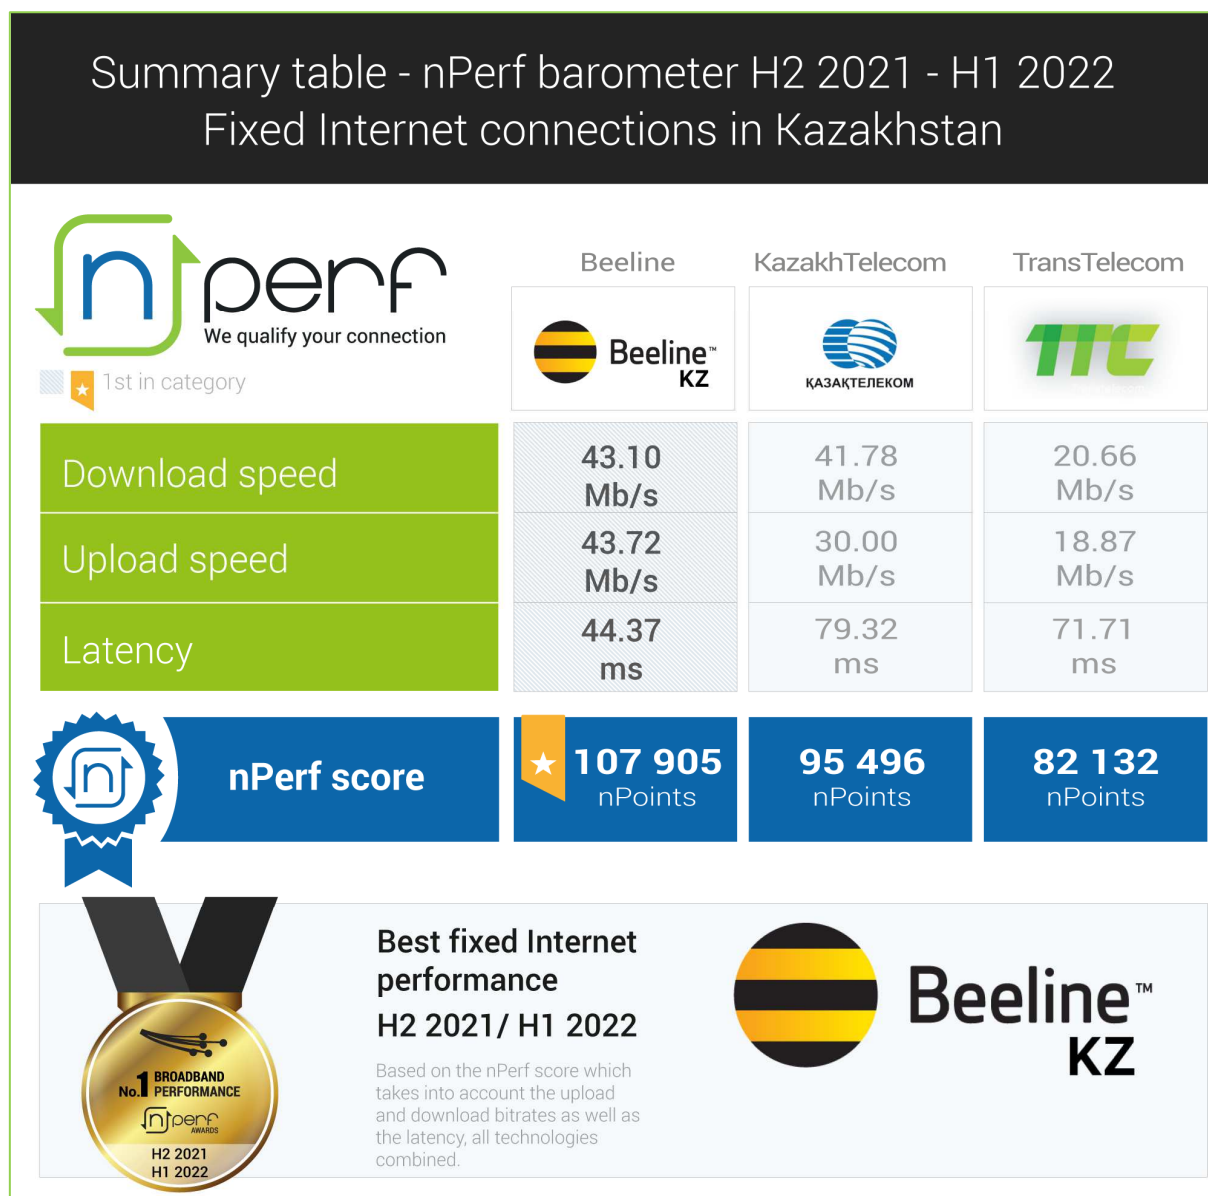 Summary table - nPerf barometer H2 2021 - H1 2022
Fixed Internet connections in Kazakhstan
nperf
We qualify your connection
1st in category
Beeline
KazakhTelecom
TransTelecom
Beeline™
KZ
ҚАЗАҚТЕЛЕКОМ
TTC
Download speed
43.10
Mb/s
41.78
Mb/s
20.66
Mb/s
Upload speed
43.72
Mb/s
30.00
Mb/s
18.87
Mb/s
Latency
44.37
ms
79.32
ms
71.71
ms
n
nPerf score
107 905
nPoints
95 496
nPoints
82 132
nPoints
No.1 BROADBAND
PERFORMANCE
nperf
AWARDS
H2 2021
H1 2022
Best fixed Internet
performance
H2 2021/ H1 2022
Based on the nPerf score which
takes into account the upload
and download bitrates as well as
the latency, all technologies
combined.
Beeline™
KZ